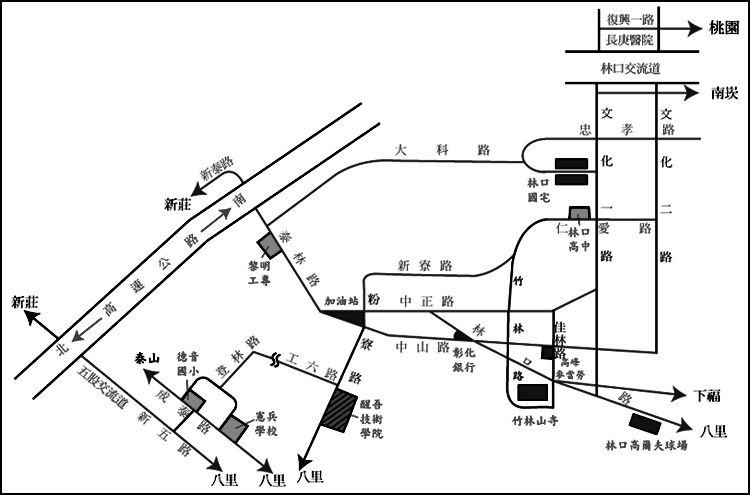 復興一路
桃園
長庚醫院
林口交流道
南崁
文化一路
文化二路
忠孝路
大科路
新泰路
新莊
南
林口
國宅
林口
高中
仁愛路
泰林路
黎明
工專
高速公路
新寮路
竹林路
加油站
粉寮路
中正路
新莊
北
佳林路
林口路
中山路
彰化
銀行
高峰
麥當勞
泰山
德音
國小
登林路
工六路
五股交流道
成泰路
憲兵
學校
新五路
醒吾
技術
學院
竹林山寺
下福
八里
林口高爾夫球場
八里
八里
八里